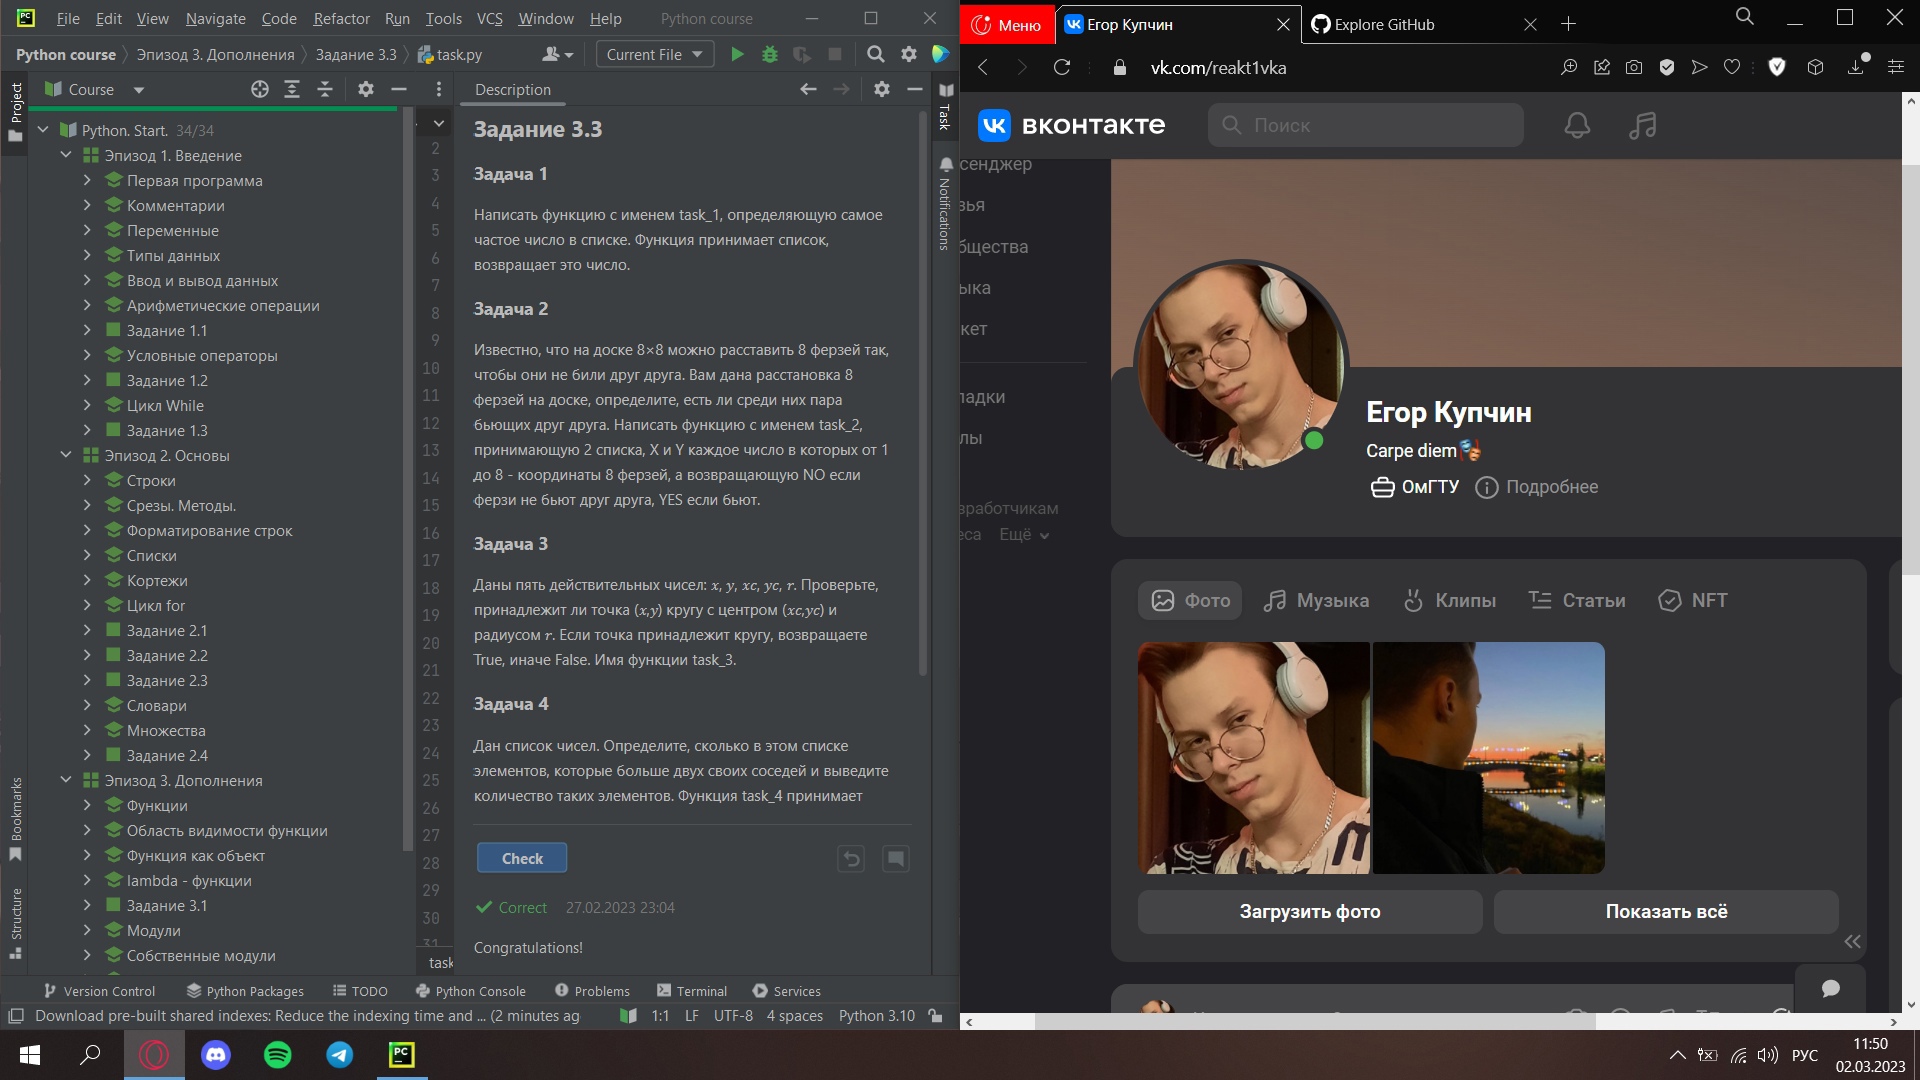 File Edit View Navigate Code Refactor Run Tools VCS Window Help Python course
Python course Эпизод 3. Дополнения Задание 3.3 task.py
Current File
Project
Course
Python. Start. 34/34
Эпизод 1. Введение
Первая программа
Комментарии
Переменные
Типы данных
Ввод и вывод данных
Арифметические операции
Задание 1.1
Условные операторы
Задание 1.2
Цикл While
Задание 1.3
Эпизод 2. Основы
Строки
Срезы. Методы.
Форматирование строк
Списки
Кортежи
Цикл for
Задание 2.1
Задание 2.2
Задание 2.3
Словари
Множества
Задание 2.4
Эпизод 3. Дополнения
Функции
Область видимости функции
Функция как объект
lambda - функции
Задание 3.1
Модули
Собственные модули
Bookmarks
Structure
2
3
4
5
6
7
8
9
10
11
12
13
14
15
16
17
18
19
20
21
22
23
24
25
26
27
28
29
30
31
task
Description
Задание 3.3
Задача 1
Написать функцию с именем task_1, определяющую самое
частое число в списке. Функция принимает список,
возвращает это число.
Задача 2
Известно, что на доске 8×8 можно расставить 8 ферзей так,
чтобы они не били друг друга. Вам дана расстановка 8
ферзей на доске, определите, есть ли среди них пара
бьющих друг друга. Написать функцию с именем task_2,
принимающую 2 списка, X и Y каждое число в которых от 1
до 8 - координаты 8 ферзей, а возвращающую NO если
ферзи не бьют друг друга, YES если бьют.
Задача 3
Даны пять действительных чисел: x, y, xc, yc, r. Проверьте,
принадлежит ли точка (x,y) кругу с центром (xc,yc) и
радиусом r. Если точка принадлежит кругу, возвращаете
True, иначе False. Имя функции task_3.
Задача 4
Дан список чисел. Определите, сколько в этом списке
элементов, которые больше двух своих соседей и выведите
количество таких элементов. Функция task_4 принимает
Check
Correct 27.02.2023 23:04
Congratulations!
Task
Notifications
Version Control Python Packages TODO Python Console Problems Terminal Services
Download pre-built shared indexes: Reduce the indexing time and ... (2 minutes ag 1:1 LF UTF-8 4 spaces Python 3.10
Меню Егор Купчин Explore GitHub
vk.com/reakt1vka
вконтакте Поиск
сенджер
вья
бщества
ыка
кет
ладки
лы
зработчикам
еса Ещё
Егор Купчин
Carpe diem
ОмГТУ Подробнее
Фото Музыка Клипы Статьи NFT
Загрузить фото Показать всё
РУС
11:50
02.03.2023